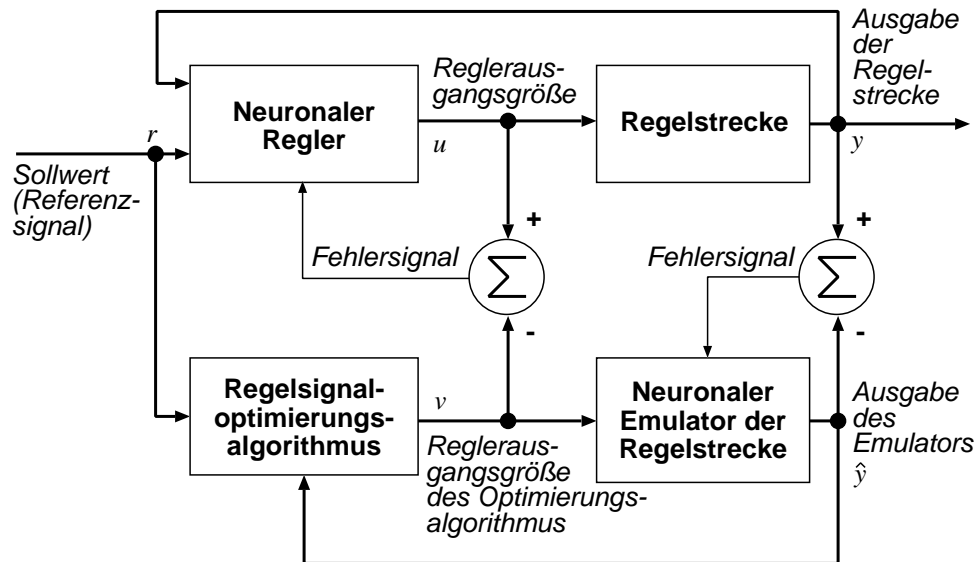 Ausgabe
der
Regel-
strecke
Regleraus-
gangsgröße
Neuronaler
Regler
Regelstrecke
r
u
y
Sollwert
(Referenz-
signal)
+
+
Fehlersignal
Fehlersignal
∑
∑
-
-
Regelsignal-
optimierungs-
algorithmus
v
Neuronaler
Emulator der
Regelstrecke
Ausgabe
des
Emulators
ŷ
Regleraus-
gangsgröße
des Optimierungs-
algorithmus